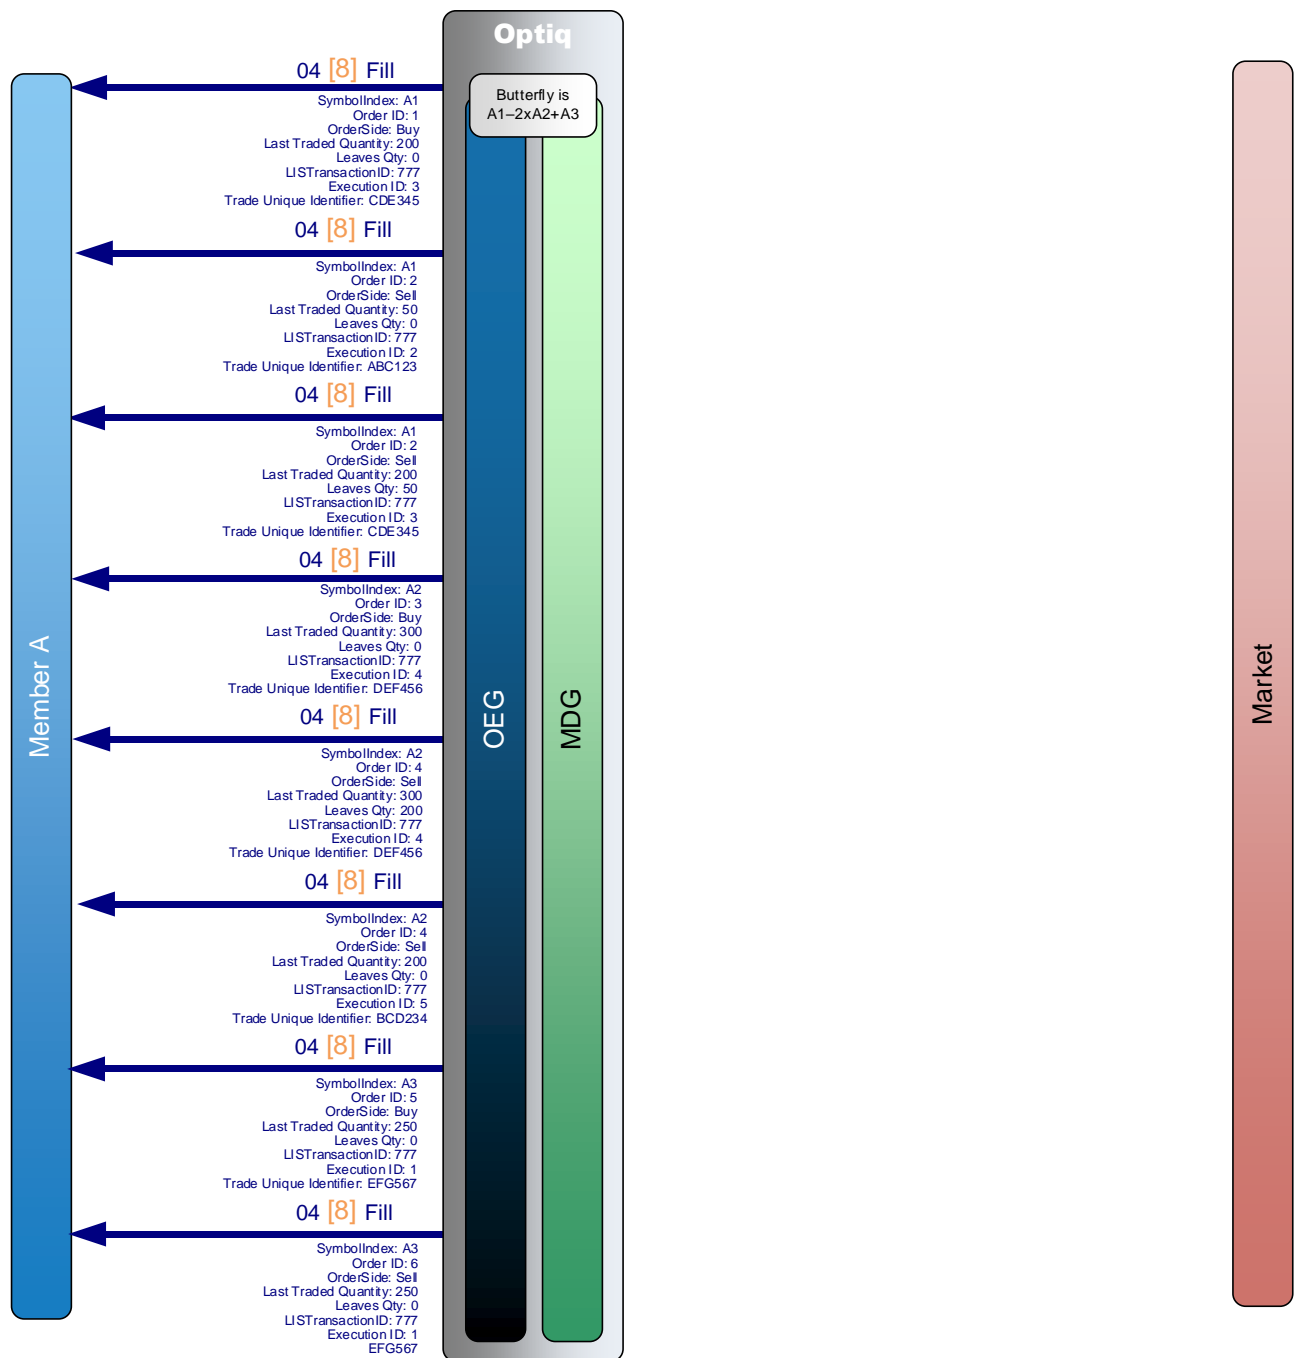 Optiq
Butterfly is
A1–2xA2+A3
04 [8] Fill
SymbolIndex: A1
Order ID: 1
OrderSide: Buy
Last Traded Quantity: 200
Leaves Qty: 0
LISTransactionID: 777
Execution ID: 3
Trade Unique Identifier: CDE345
04 [8] Fill
SymbolIndex: A1
Order ID: 2
OrderSide: Sell
Last Traded Quantity: 50
Leaves Qty: 0
LISTransactionID: 777
Execution ID: 2
Trade Unique Identifier: ABC123
04 [8] Fill
SymbolIndex: A1
Order ID: 2
OrderSide: Sell
Last Traded Quantity: 200
Leaves Qty: 50
LISTransactionID: 777
Execution ID: 3
Trade Unique Identifier: CDE345
04 [8] Fill
SymbolIndex: A2
Order ID: 3
OrderSide: Buy
Last Traded Quantity: 300
Leaves Qty: 0
LISTransactionID: 777
Execution ID: 4
Trade Unique Identifier: DEF456
04 [8] Fill
SymbolIndex: A2
Order ID: 4
OrderSide: Sell
Last Traded Quantity: 300
Leaves Qty: 200
LISTransactionID: 777
Execution ID: 4
Trade Unique Identifier: DEF456
04 [8] Fill
SymbolIndex: A2
Order ID: 4
OrderSide: Sell
Last Traded Quantity: 200
Leaves Qty: 0
LISTransactionID: 777
Execution ID: 5
Trade Unique Identifier: BCD234
04 [8] Fill
SymbolIndex: A3
Order ID: 5
OrderSide: Buy
Last Traded Quantity: 250
Leaves Qty: 0
LISTransactionID: 777
Execution ID: 1
Trade Unique Identifier: EFG567
04 [8] Fill
SymbolIndex: A3
Order ID: 6
OrderSide: Sell
Last Traded Quantity: 250
Leaves Qty: 0
LISTransactionID: 777
Execution ID: 1
EFG567
Member A
OEG
MDG
Market